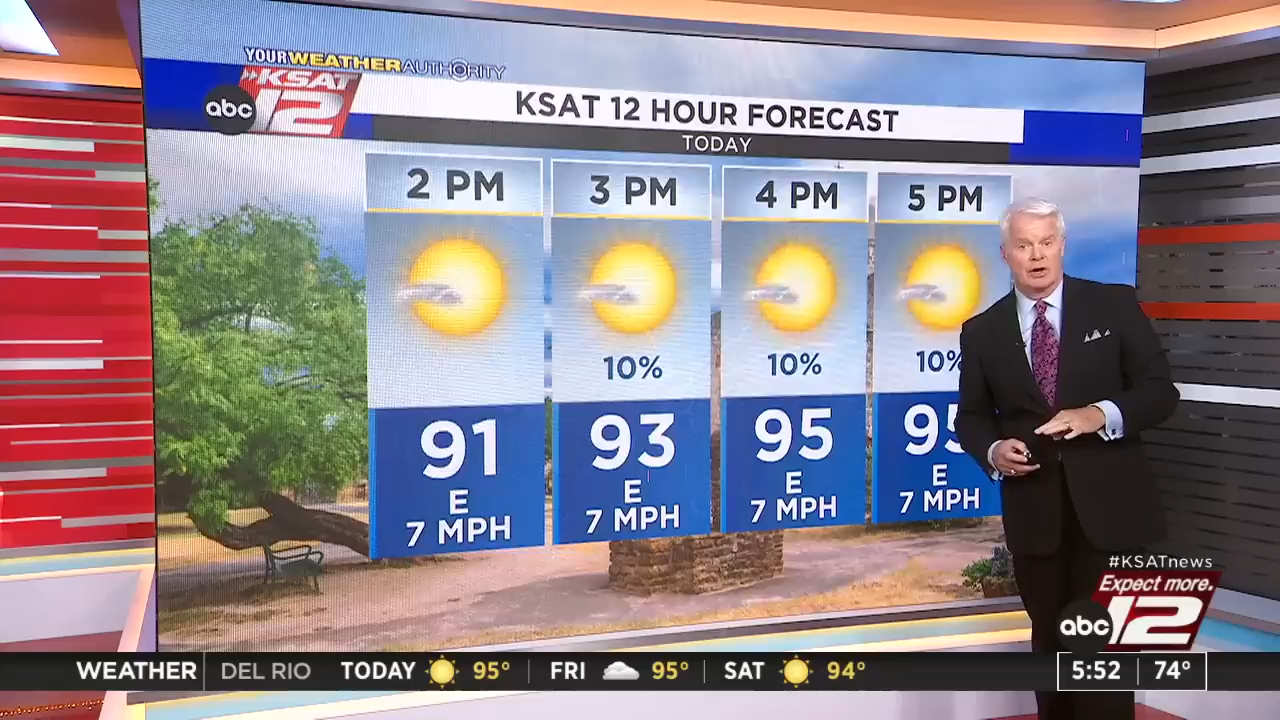 YOUR WEATHER AUTHORITY
KSAT
abc 12
KSAT 12 HOUR FORECAST
TODAY
2 PM 3 PM 4 PM 5 PM
10% 10% 10%
91 93 95 95
E E E E
7 MPH 7 MPH 7 MPH 7 MPH
#KSATnews
Expect more.
abc 12
WEATHER DEL RIO TODAY 95° FRI 95° SAT 94° 5:52 74°